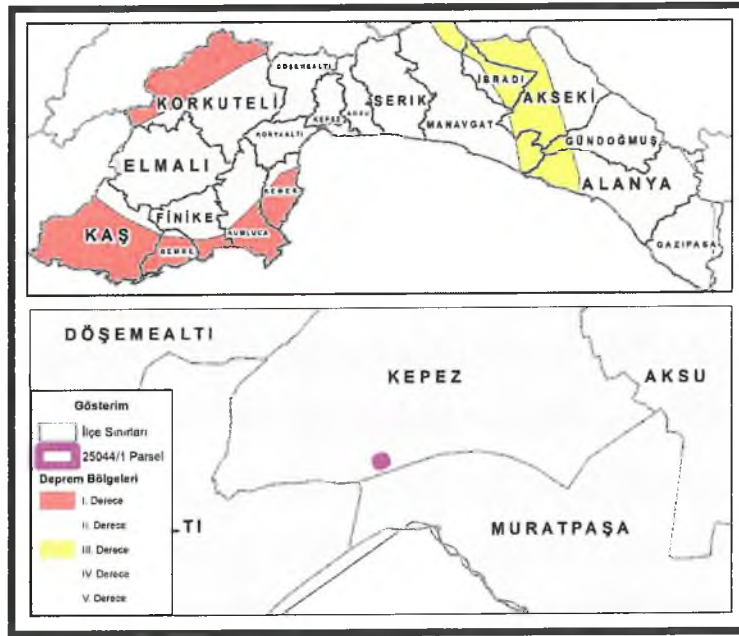 DÖŞEMEALTI
KORKUTELİ
İBRADI
SERİK
AKSEKİ
KEPEZ
AKSU
KONYAALTI
MANAVGAT
GÜNDOĞMUŞ
ELMALI
ALANYA
KEMER
FİNİKE
KAŞ
KUMLUCA
DEMRE
GAZİPAŞA
DÖŞEMEALTI
KEPEZ
AKSU
Gösterim
İlçe Sınırları
25044/1 Parsel
Deprem Bölgeleri
I. Derece
II. Derece
TI
MURATPAŞA
III. Derece
IV. Derece
V. Derece